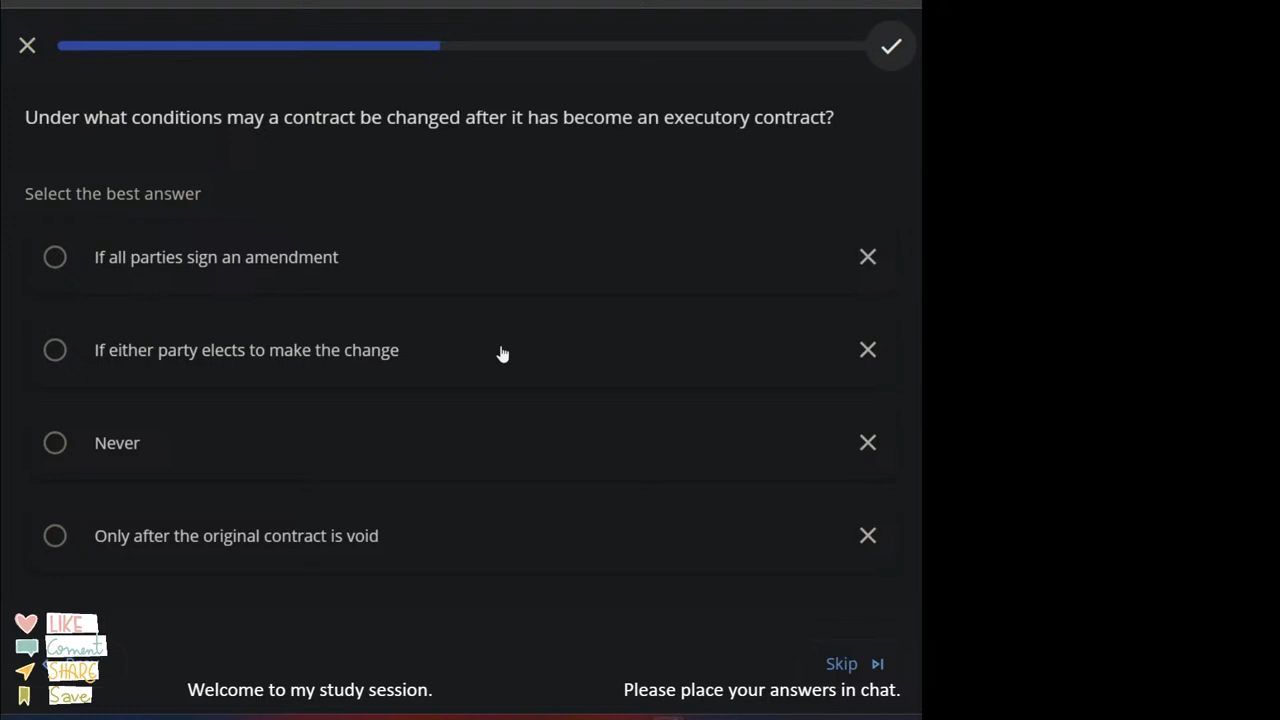 Under what conditions may a contract be changed after it has become an executory contract?
Select the best answer
If all parties sign an amendment
If either party elects to make the change
Never
Only after the original contract is void
LIKE
Coment
SHARE
Save
Skip
Welcome to my study session.
Please place your answers in chat.